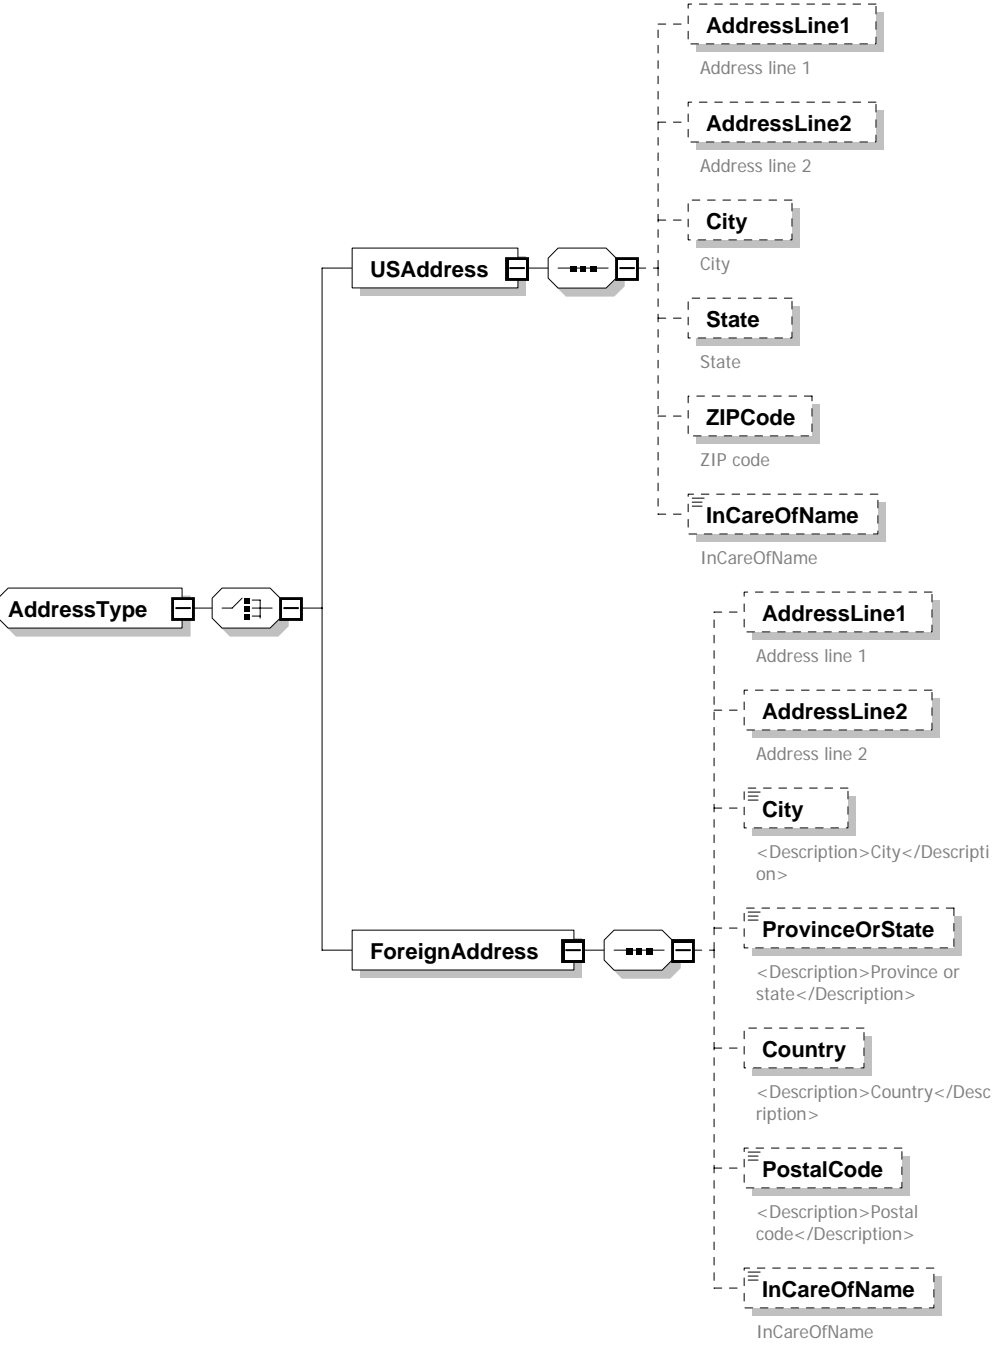 AddressLine1
Address line 1
AddressLine2
Address line 2
City
City
USAddress
State
State
ZIPCode
ZIP code
InCareOfName
InCareOfName
AddressType
AddressLine1
Address line 1
AddressLine2
Address line 2
City
<Description>City</Descripti
on>
ProvinceOrState
ForeignAddress
<Description>Province or
state</Description>
Country
<Description>Country</Desc
ription>
PostalCode
<Description>Postal
code</Description>
InCareOfName
InCareOfName